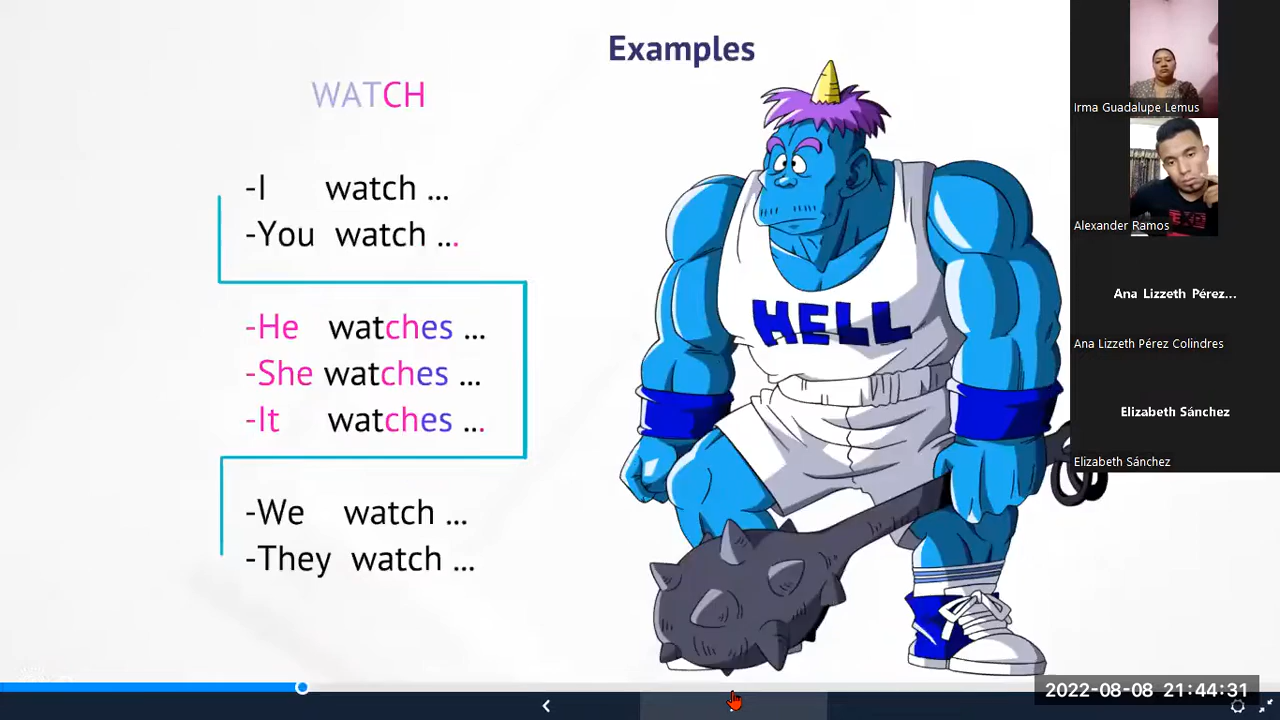 Examples
WATCH
-I watch ...
-You watch ...
-He watches ...
-She watches ...
-It watches ...
-We watch ...
-They watch ...
HELL
Irma Guadalupe Lemus
Alexander Ramos
Ana Lizzeth Pérez...
Ana Lizzeth Pérez Colindres
Elizabeth Sánchez
Elizabeth Sánchez
2022-08-08 21:44:31